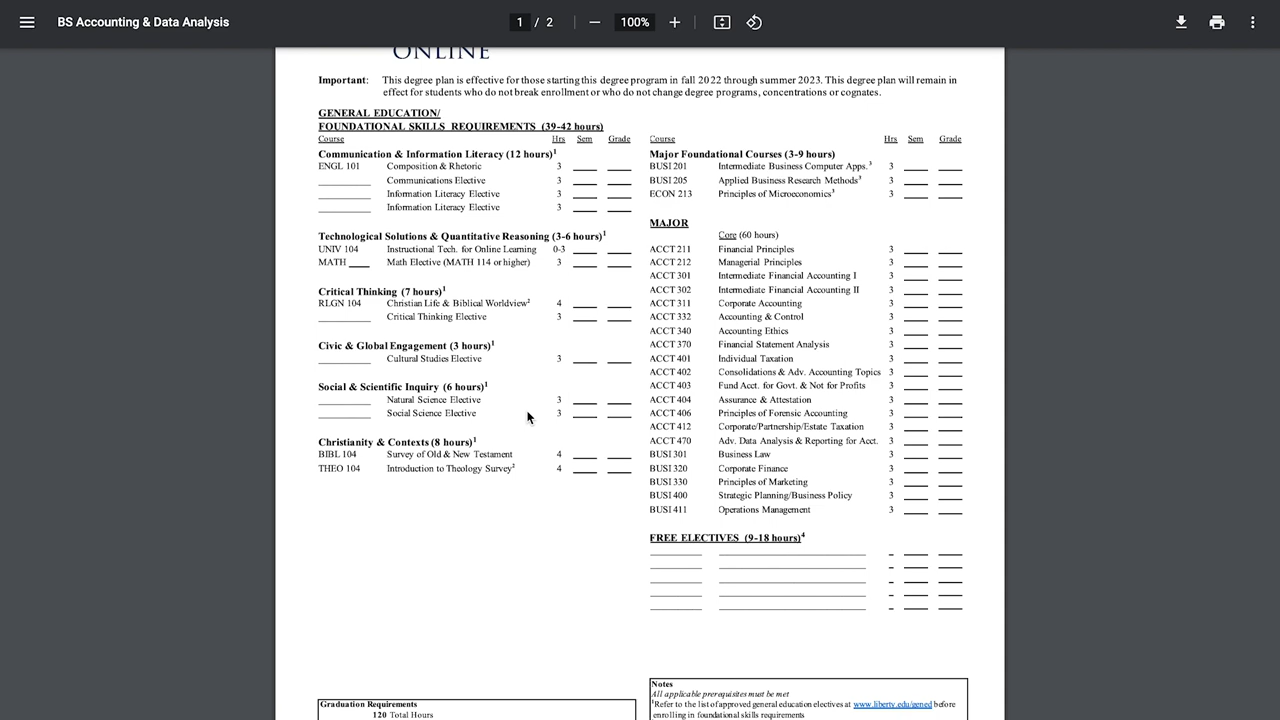 BS Accounting & Data Analysis
1 / 2
100%
ONLINE
Important: This degree plan is effective for those starting this degree program in fall 2022 through summer 2023. This degree plan will remain in
effect for students who do not break enrollment or who do not change degree programs, concentrations or cognates.
GENERAL EDUCATION/
FOUNDATIONAL SKILLS REQUIREMENTS (39-42 hours)
Course Hrs Sem Grade
Communication & Information Literacy (12 hours)1
ENGL 101 Composition & Rhetoric 3
Communications Elective 3
Information Literacy Elective 3
Information Literacy Elective 3
Technological Solutions & Quantitative Reasoning (3-6 hours)1
UNIV 104 Instructional Tech. for Online Learning 0-3
MATH ____ Math Elective (MATH 114 or higher) 3
Critical Thinking (7 hours)1
RLGN 104 Christian Life & Biblical Worldview2 4
Critical Thinking Elective 3
Civic & Global Engagement (3 hours)1
Cultural Studies Elective 3
Social & Scientific Inquiry (6 hours)1
Natural Science Elective 3
Social Science Elective 3
Christianity & Contexts (8 hours)1
BIBL 104 Survey of Old & New Testament 4
THEO 104 Introduction to Theology Survey2 4
Graduation Requirements
120 Total Hours
Course Hrs Sem Grade
Major Foundational Courses (3-9 hours)
BUSI 201 Intermediate Business Computer Apps.3 3
BUSI 205 Applied Business Research Methods3 3
ECON 213 Principles of Microeconomics3 3
MAJOR
Core (60 hours)
ACCT 211 Financial Principles 3
ACCT 212 Managerial Principles 3
ACCT 301 Intermediate Financial Accounting I 3
ACCT 302 Intermediate Financial Accounting II 3
ACCT 311 Corporate Accounting 3
ACCT 332 Accounting & Control 3
ACCT 340 Accounting Ethics 3
ACCT 370 Financial Statement Analysis 3
ACCT 401 Individual Taxation 3
ACCT 402 Consolidations & Adv. Accounting Topics 3
ACCT 403 Fund Acct. for Govt. & Not for Profits 3
ACCT 404 Assurance & Attestation 3
ACCT 406 Principles of Forensic Accounting 3
ACCT 412 Corporate/Partnership/Estate Taxation 3
ACCT 470 Adv. Data Analysis & Reporting for Acct. 3
BUSI 301 Business Law 3
BUSI 320 Corporate Finance 3
BUSI 330 Principles of Marketing 3
BUSI 400 Strategic Planning/Business Policy 3
BUSI 411 Operations Management 3
FREE ELECTIVES (9-18 hours)4
Notes
All applicable prerequisites must be met
1Refer to the list of approved general education electives at www.liberty.edu/gened before
enrolling in foundational skills requirements